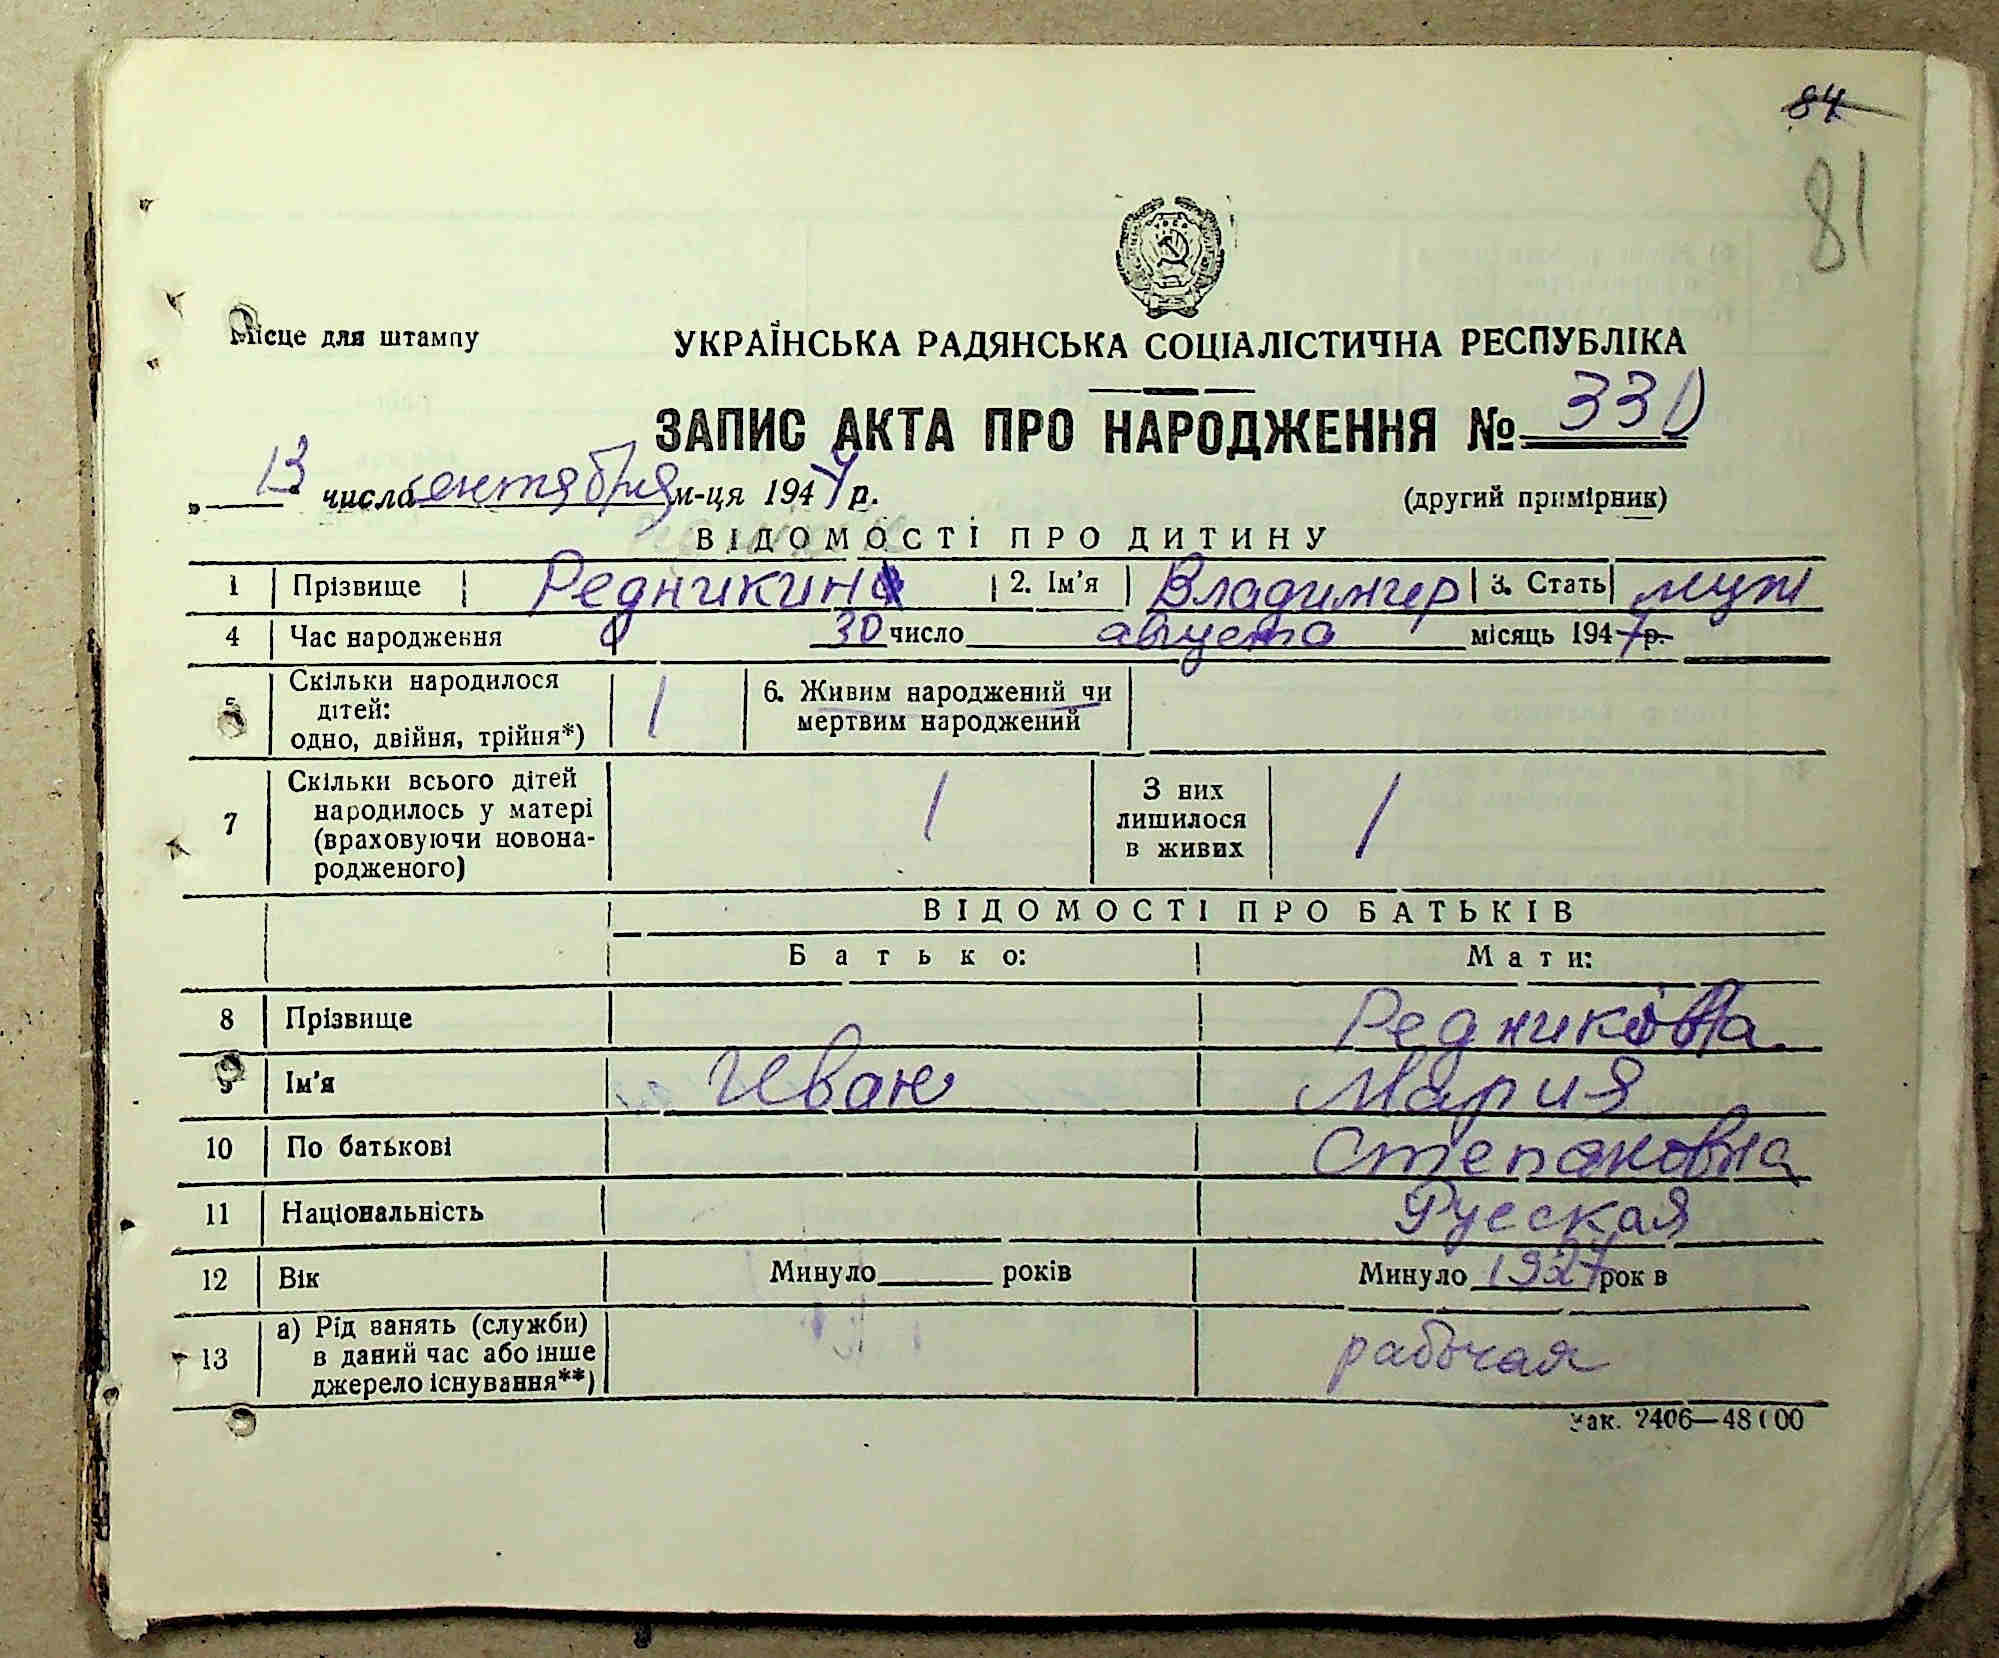 84
81
Місце для штампу
УКРАЇНСЬКА РАДЯНСЬКА СОЦІАЛІСТИЧНА РЕСПУБЛІКА
ЗАПИС АКТА ПРО НАРОДЖЕННЯ № 330
„ 13 числа сентября м-ця 1947 р. (другий примірник)
ВІДОМОСТІ ПРО ДИТИНУ
1 Прізвище Редникин 2. Ім'я Владимир 3. Стать муж
4 Час народження 30 число августа місяць 1947 р.
5 Скільки народилося дітей: одно, двійня, трійня*) 1 6. Живим народжений чи мертвим народжений
7 Скільки всього дітей народилось у матері (враховуючи новонародженого) 1 З них лишилося в живих 1
ВІДОМОСТІ ПРО БАТЬКІВ
Батько: Мати:
8 Прізвище
9 Ім'я Иван Мария
10 По батькові Степановна
11 Національність Русская
12 Вік Минуло років Минуло 1927 рок в
13 а) Рід занять (служби) в даний час або інше джерело існування**) рабочая
Зак. 2406—48000